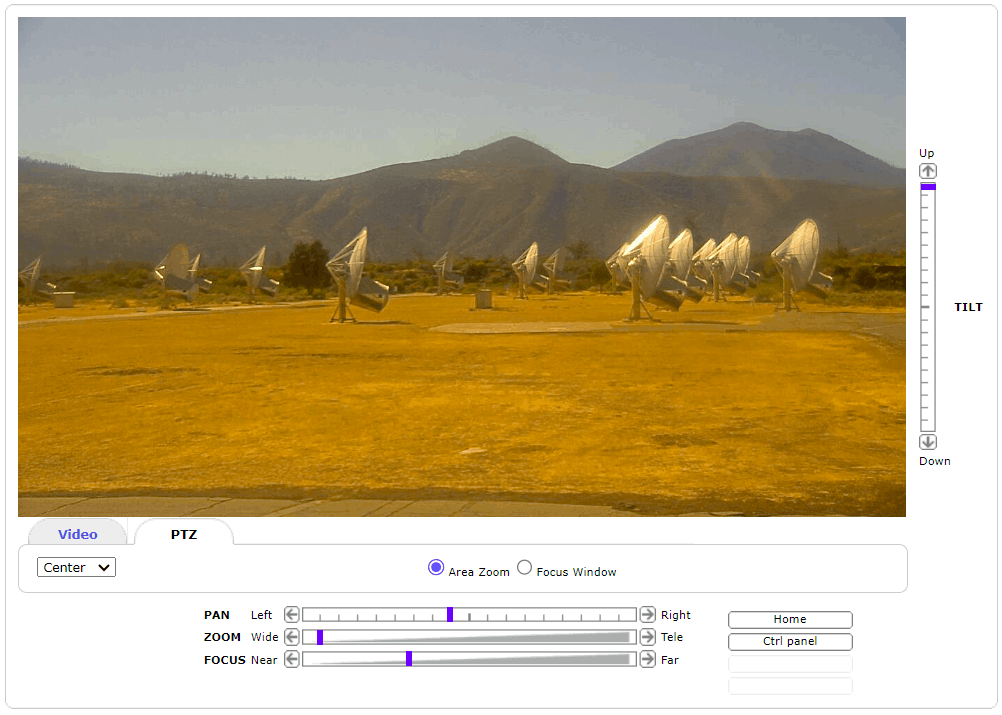 Up
TILT
Down
Video PTZ
Center Area Zoom Focus Window
PAN Left Right Home
ZOOM Wide Tele Ctrl panel
FOCUS Near Far